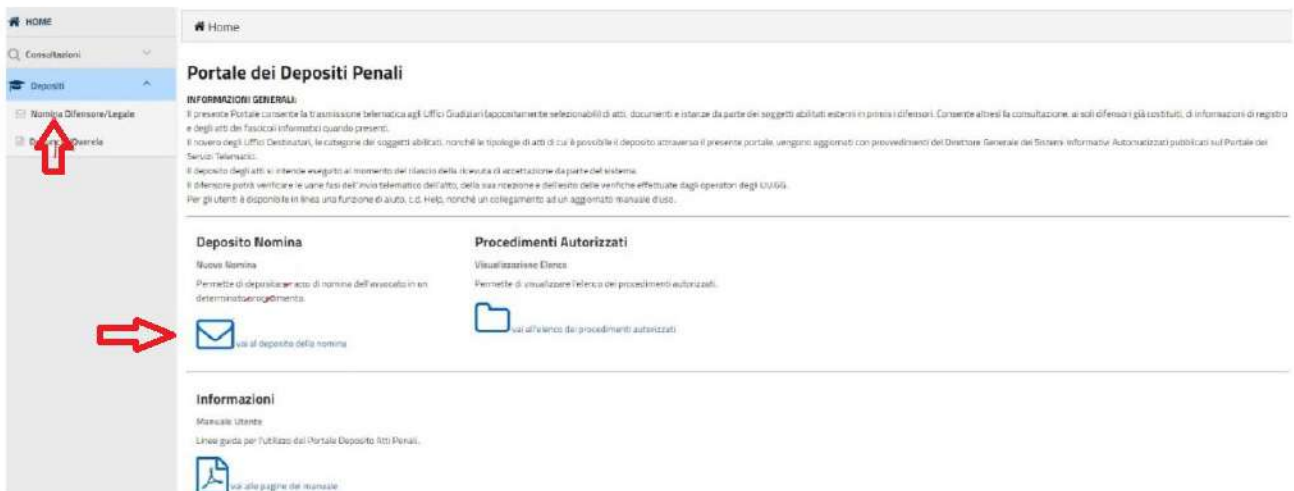 HOME
Consultazioni
Depositi
Nomina Difensore/Legale
Querela
Home
Portale dei Depositi Penali
INFORMAZIONI GENERALI:
Il presente Portale consente la trasmissione telematica agli Uffici Giudiziari (appositamente selezionabili) di atti, documenti e istanze da parte dei soggetti abilitati esterni in primis i difensori. Consente altresì la consultazione, ai soli difensori già costituiti, di informazioni di registro
e degli atti dei fascicoli informatici quando presenti.
Il novero degli Uffici Destinatari, le categorie dei soggetti abilitati, nonché le tipologie di atti di cui è possibile il deposito attraverso il presente portale, vengono aggiornati con provvedimenti del Direttore Generale dei Sistemi Informativi Automatizzati pubblicati sul Portale dei
Servizi Telematici.
Il deposito degli atti si intende eseguito al momento del rilascio della ricevuta di accettazione da parte del sistema.
Il difensore potrà verificare le varie fasi dell'invio telematico dell'atto, della sua ricezione e dell'esito delle verifiche effettuate dagli operatori degli UU.GG.
Per gli utenti è disponibile in linea una funzione di aiuto, c.d. Help, nonché un collegamento ad un aggiornato manuale d'uso.
Deposito Nomina
Nuova Nomina
Permette di depositare atto di nomina dell'avvocato in un
determinato procedimento.
vai al deposito della nomina
Procedimenti Autorizzati
Visualizzazione Elenco
Permette di visualizzare l'elenco dei procedimenti autorizzati.
vai all'elenco dei procedimenti autorizzati
Informazioni
Manuale Utente
Linee guida per l'utilizzo del Portale Deposito Atti Penali.
vai alle pagine del manuale